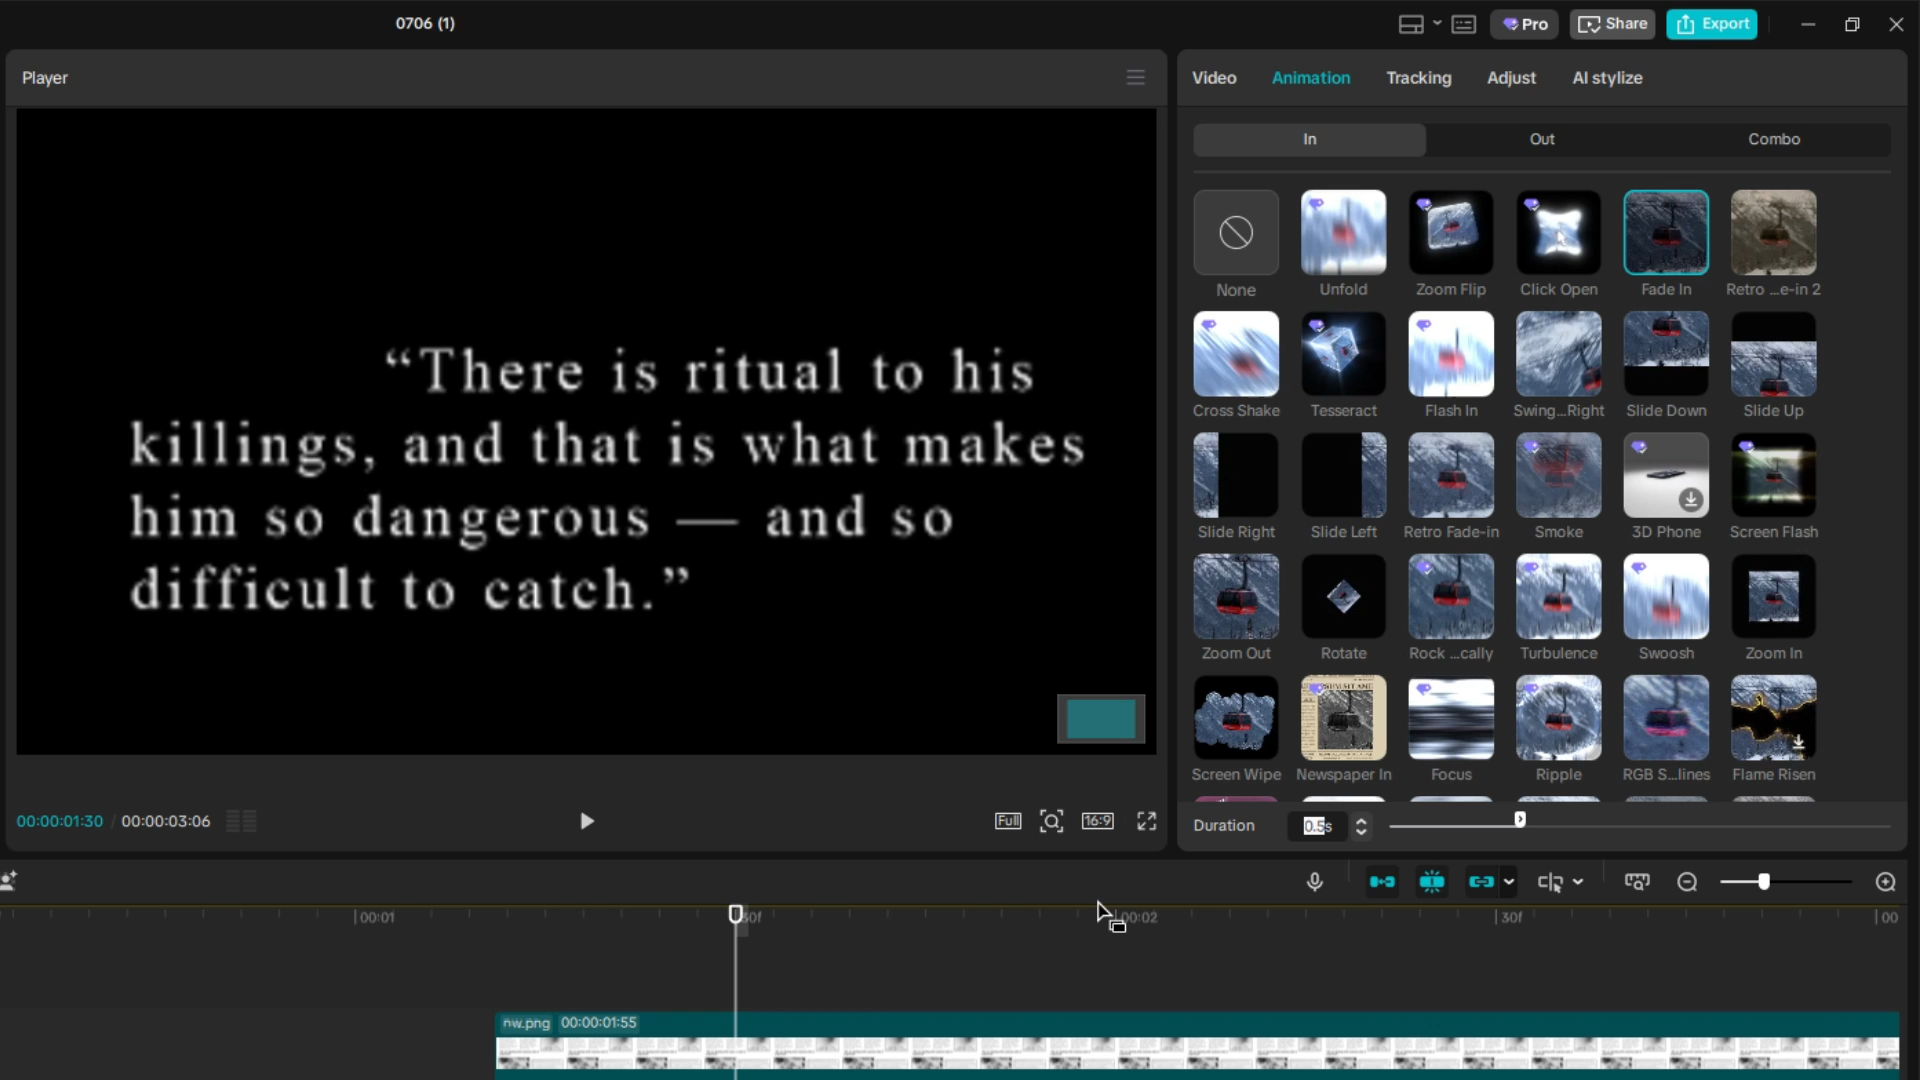 0706 (1)
Pro
Share
Export
Player
Video Animation Tracking Adjust AI stylize
In Out Combo
“There is ritual to his
killings, and that is what makes
him so dangerous — and so
difficult to catch.”
None Unfold Zoom Flip Click Open Fade In Retro ...e-in 2
Cross Shake Tesseract Flash In Swing...Right Slide Down Slide Up
Slide Right Slide Left Retro Fade-in Smoke 3D Phone Screen Flash
Zoom Out Rotate Rock ...cally Turbulence Swoosh Zoom In
Screen Wipe Newspaper In Focus Ripple RGB S...lines Flame Risen
00:00:01:30 / 00:00:03:06
Full
16:9
Duration 0.5s
00:01
30f
00:02
30f
00
nw.png 00:00:01:55